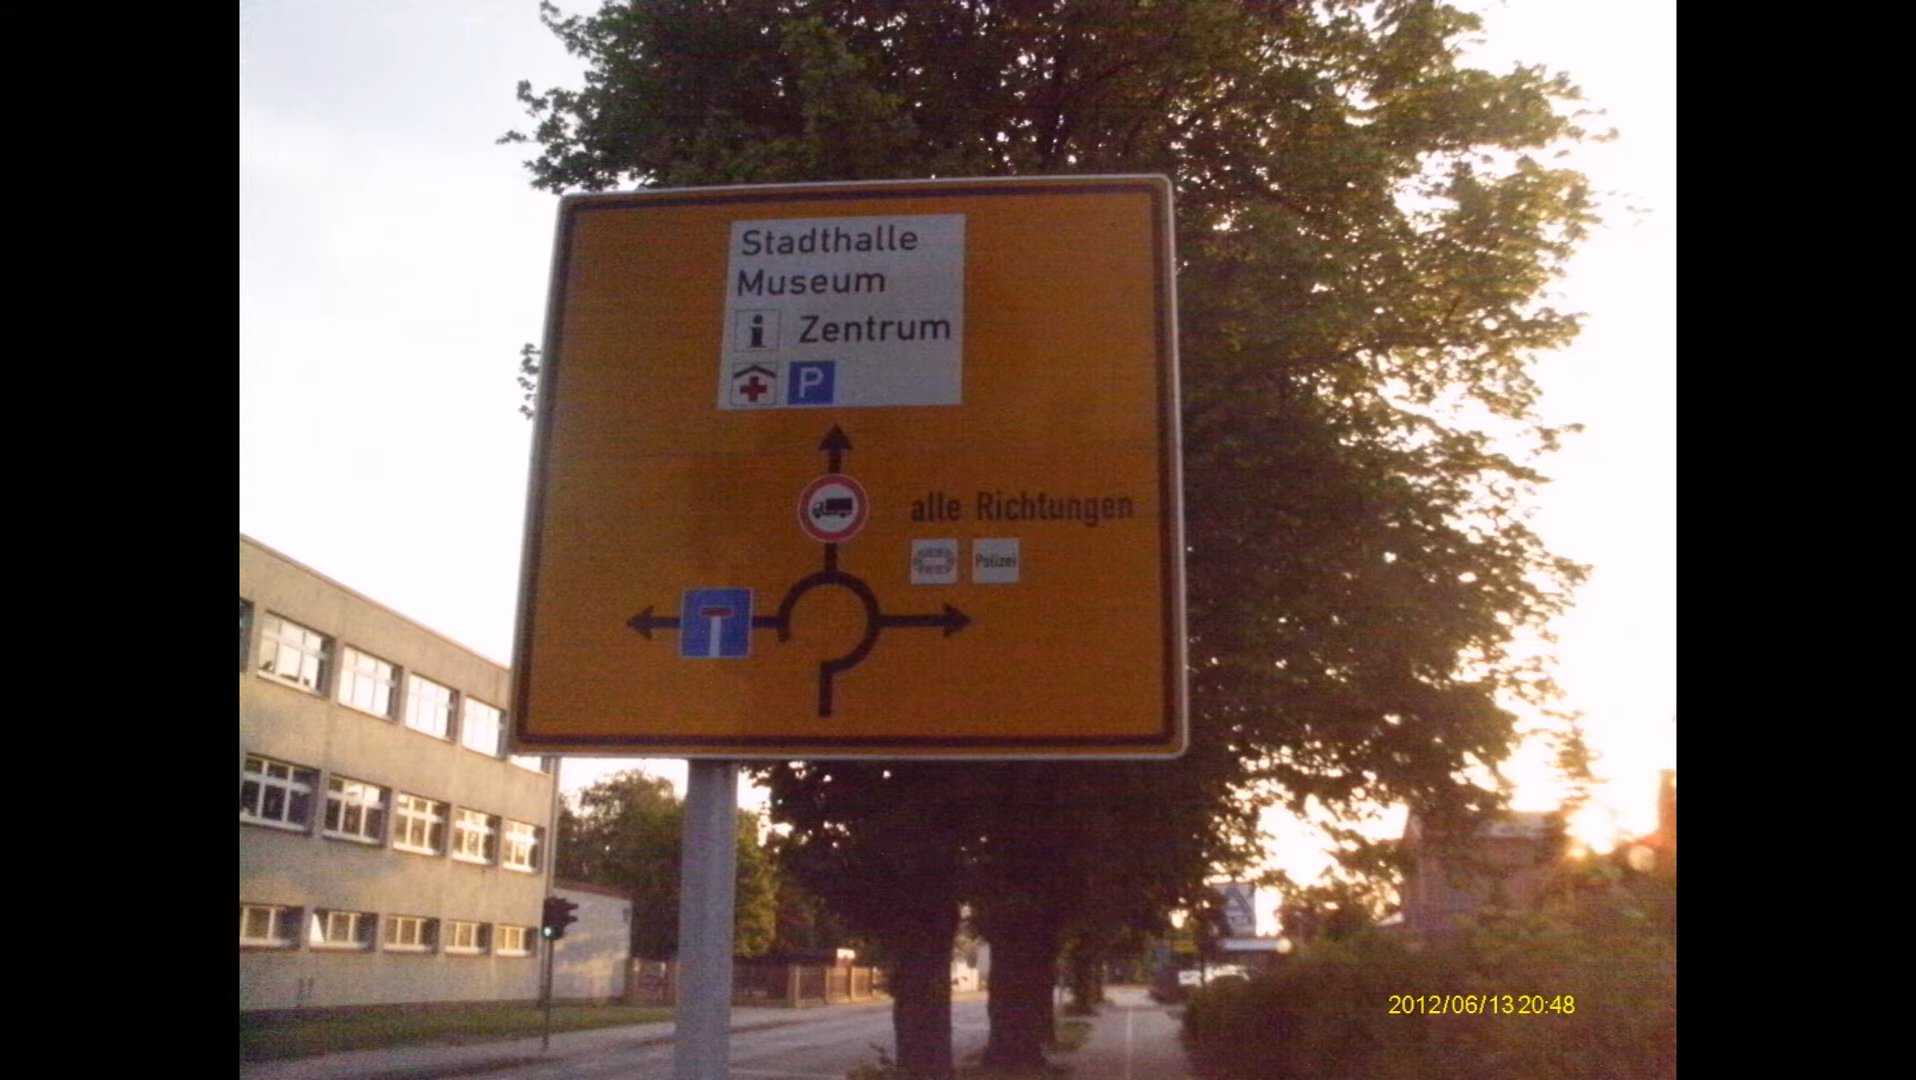 Stadthalle
Museum
i Zentrum
P
alle Richtungen
Polizei
2012/06/13 20:48